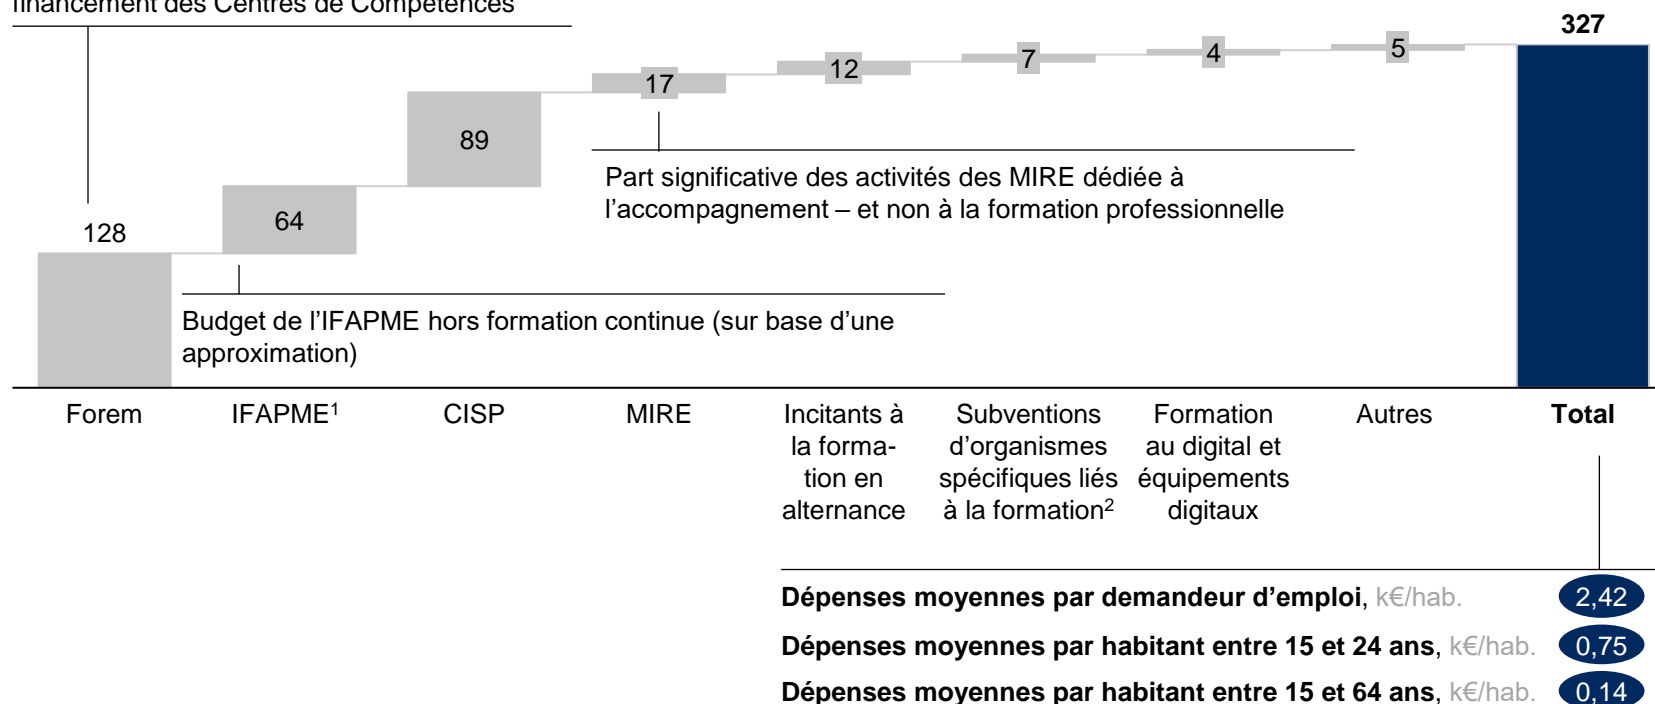 financement des Centres de Compétences
327
128
64
89
17
12
7
4
5
Part significative des activités des MIRE dédiée à
l’accompagnement – et non à la formation professionnelle
Budget de l’IFAPME hors formation continue (sur base d’une
approximation)
Forem
IFAPME¹
CISP
MIRE
Incitants à
la forma-
tion en
alternance
Subventions
d’organismes
spécifiques liés
à la formation²
Formation
au digital et
équipements
digitaux
Autres
Total
Dépenses moyennes par demandeur d’emploi, k€/hab. 2,42
Dépenses moyennes par habitant entre 15 et 24 ans, k€/hab. 0,75
Dépenses moyennes par habitant entre 15 et 64 ans, k€/hab. 0,14